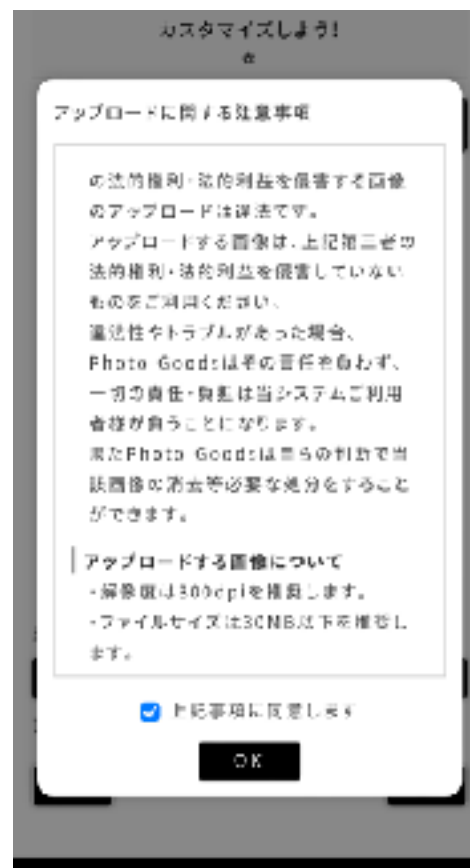 カスタマイズしよう!
アップロードに関する注意事項
の法的権利・法的利益を侵害する画像
のアップロードは違法です。
アップロードする画像は、上記第三者の
法的権利・法的利益を侵害していない
ものをご利用ください。
違法性やトラブルがあった場合、
Photo Goodsはその責任を負わず、
一切の責任・負担は当システムご利用
者様が負うことになります。
またPhoto Goodsは自らの判断で当
該画像の消去等必要な処分をすること
ができます。
アップロードする画像について
・解像度は300dpiを推奨します。
・ファイルサイズは30MB以下を推奨し
ます。
上記事項に同意します
OK